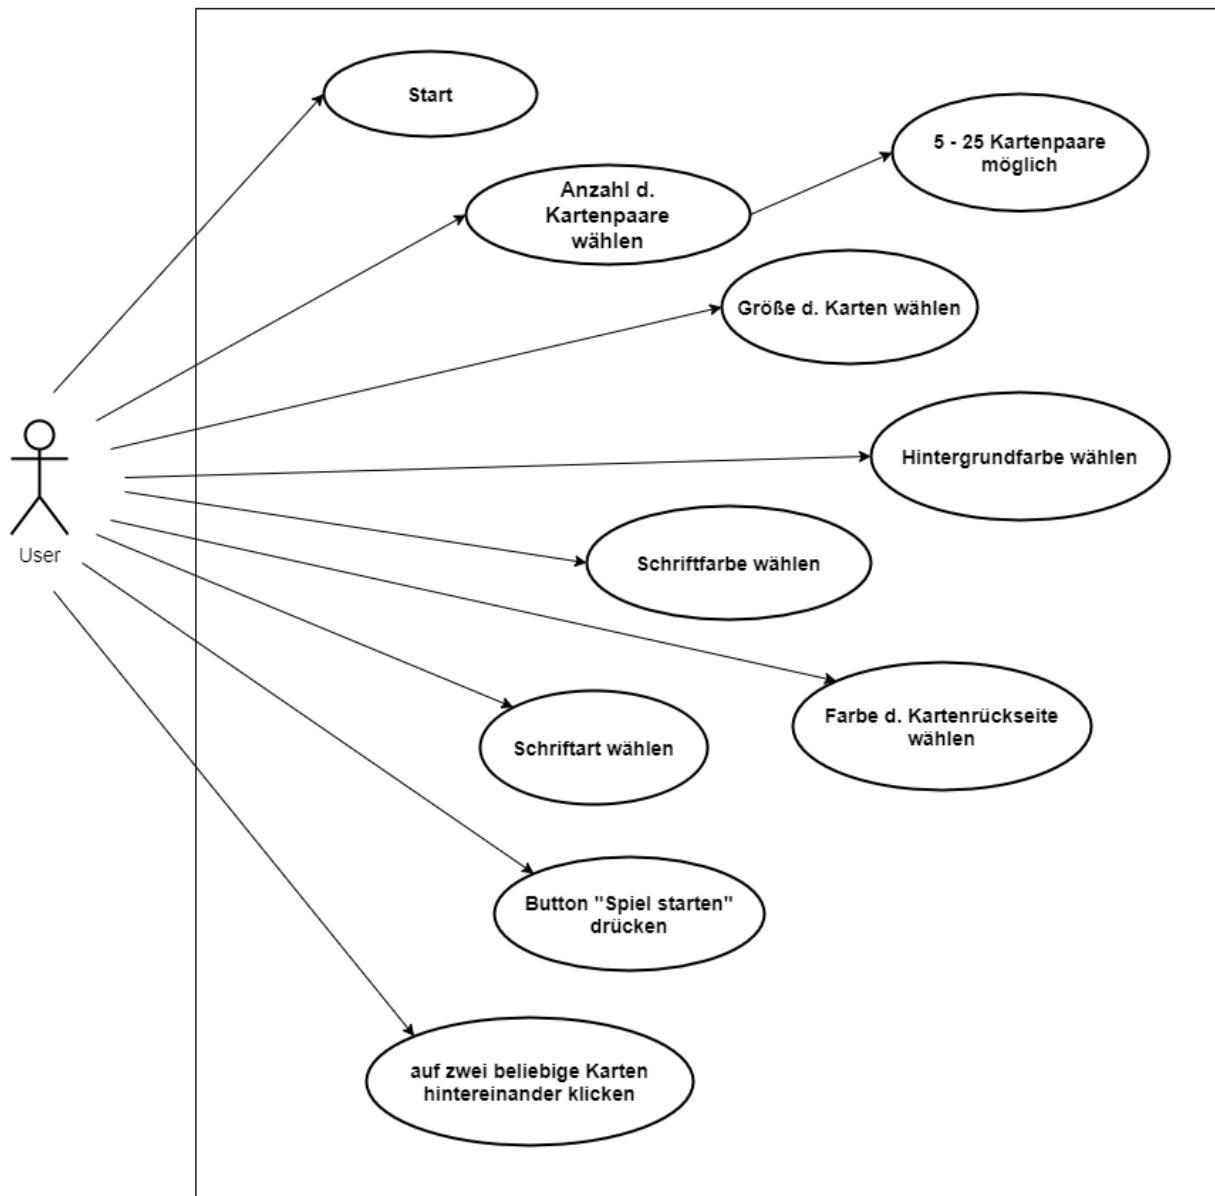 Start
5 - 25 Kartenpaare
möglich
Anzahl d.
Kartenpaare
wählen
Größe d. Karten wählen
Hintergrundfarbe wählen
User
Schriftfarbe wählen
Farbe d. Kartenrückseite
wählen
Schriftart wählen
Button "Spiel starten"
drücken
auf zwei beliebige Karten
hintereinander klicken